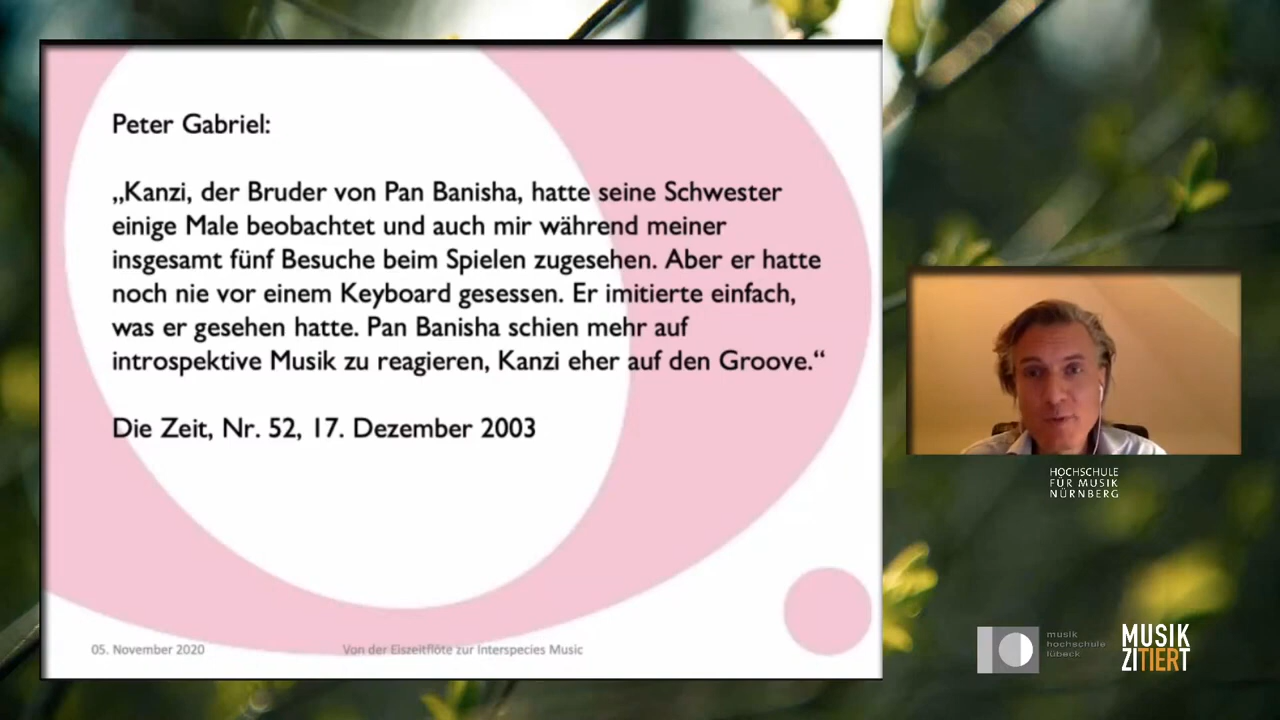 Peter Gabriel:
„Kanzi, der Bruder von Pan Banisha, hatte seine Schwester
einige Male beobachtet und auch mir während meiner
insgesamt fünf Besuche beim Spielen zugesehen. Aber er hatte
noch nie vor einem Keyboard gesessen. Er imitierte einfach,
was er gesehen hatte. Pan Banisha schien mehr auf
introspektive Musik zu reagieren, Kanzi eher auf den Groove.“
Die Zeit, Nr. 52, 17. Dezember 2003
05. November 2020
Von der Eiszeitflöte zur Interspecies Music
HOCHSCHULE
FÜR MUSIK
NÜRNBERG
musik
hochschule
lübeck
MUSIK
ZITIERT